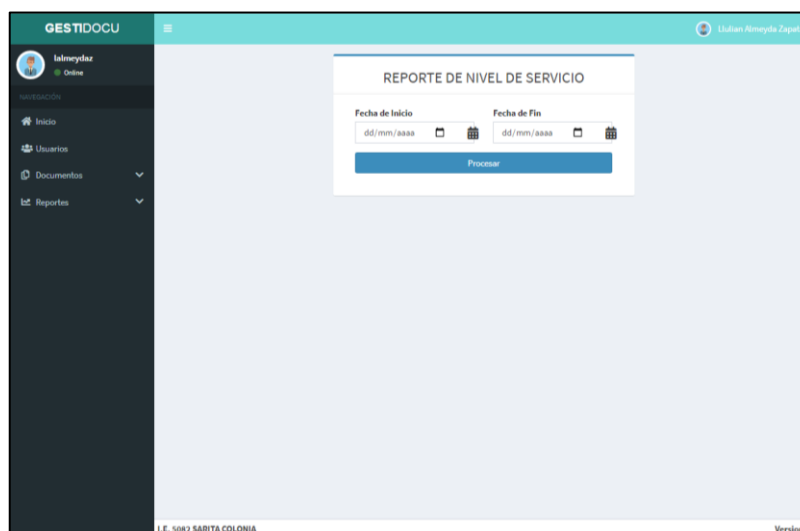 GESTIDOCU
Llulian Almeyda Zapat
lalmeydaz
Online
NAVEGACIÓN
Inicio
Usuarios
Documentos
Reportes
REPORTE DE NIVEL DE SERVICIO
Fecha de Inicio Fecha de Fin
dd/mm/aaaa dd/mm/aaaa
Procesar
I.E. 5082 SARITA COLONIA Version